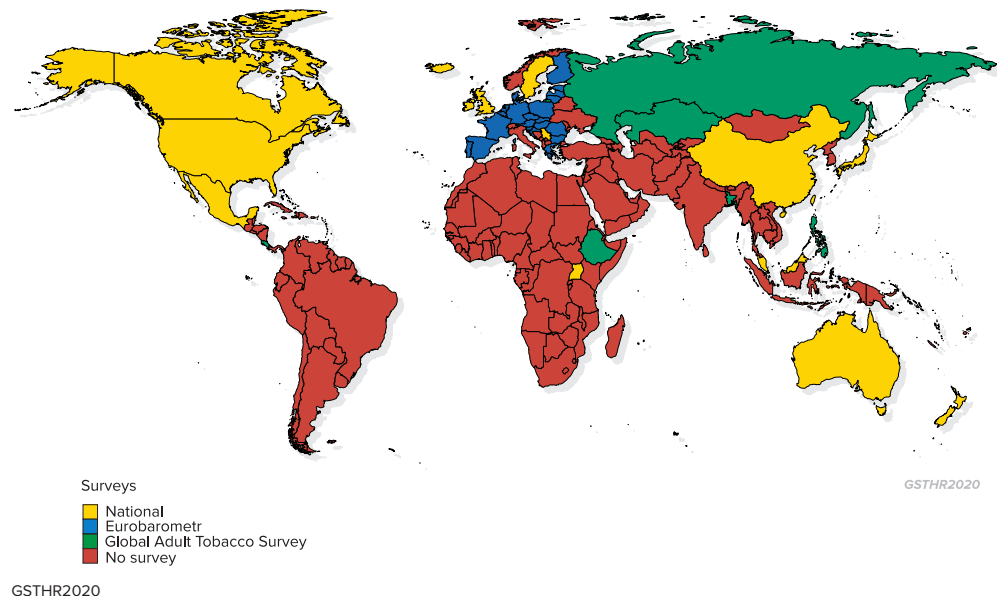 GSTHR2020
Surveys
National
Eurobarometr
Global Adult Tobacco Survey
No survey
GSTHR2020